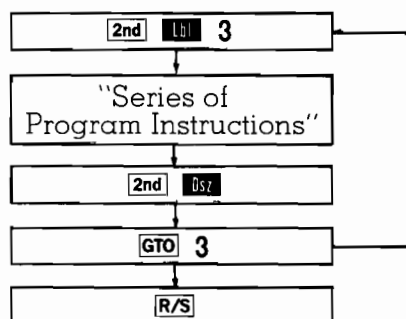 2nd Lbl 3
"Series of
Program Instructions"
2nd Dsz
GTO 3
R/S